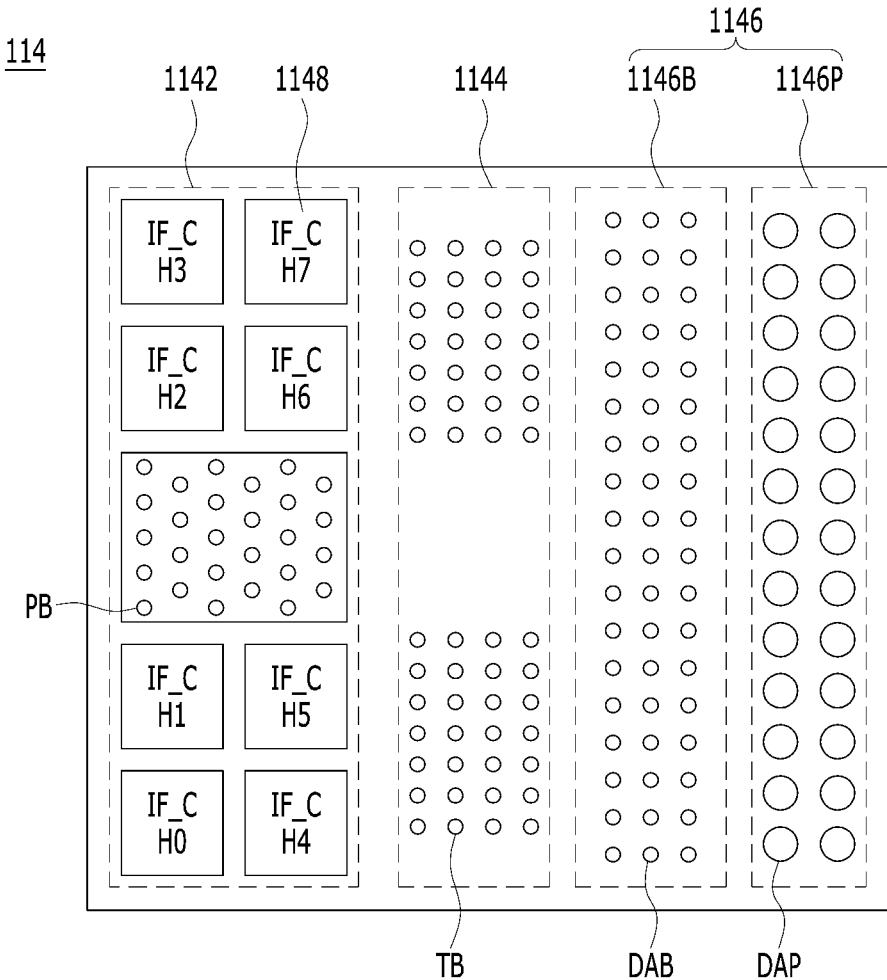 114
1146
1142
1148
1144
1146B
1146P
IF_C
H3
IF_C
H7
IF_C
H2
IF_C
H6
PB
IF_C
H1
IF_C
H5
IF_C
H0
IF_C
H4
TB
DAB
DAP